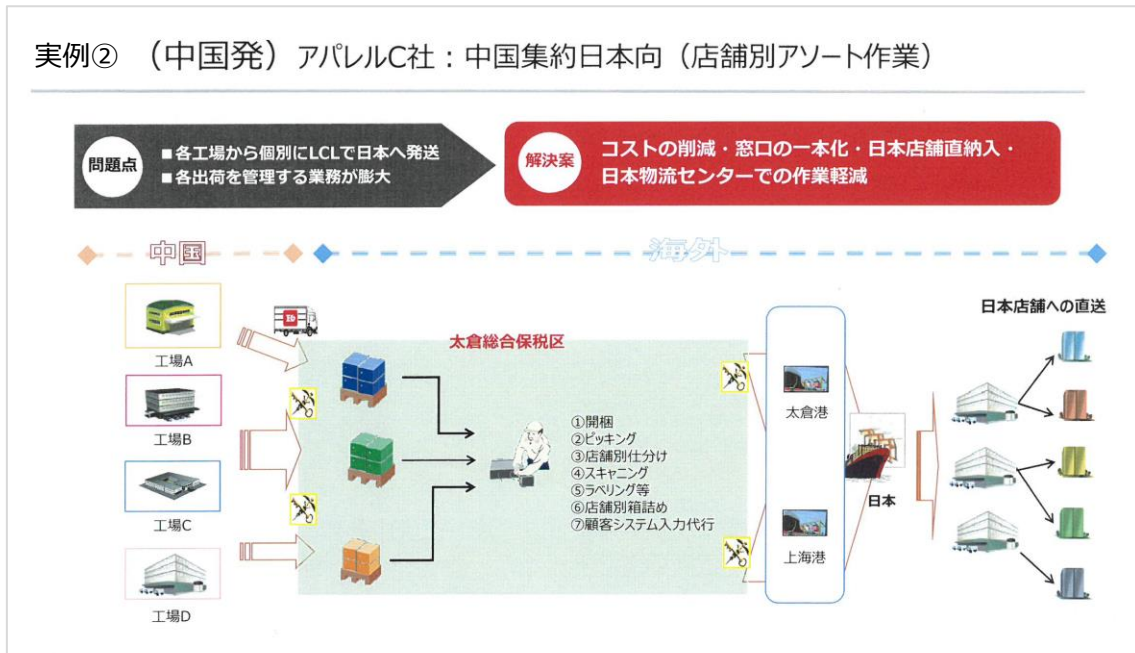 実例② （中国発）アパレルC社：中国集約日本向（店舗別アソート作業）
問題点
■各工場から個別にLCLで日本へ発送
■各出荷を管理する業務が膨大
解決案
コストの削減・窓口の一本化・日本店舗直納入・
日本物流センターでの作業軽減
中国
海外
工場A
工場B
工場C
工場D
太倉総合保税区
①開梱
②ピッキング
③店舗別仕分け
④スキャニング
⑤ラベリング等
⑥店舗別箱詰め
⑦顧客システム入力代行
太倉港
上海港
日本
日本店舗への直送